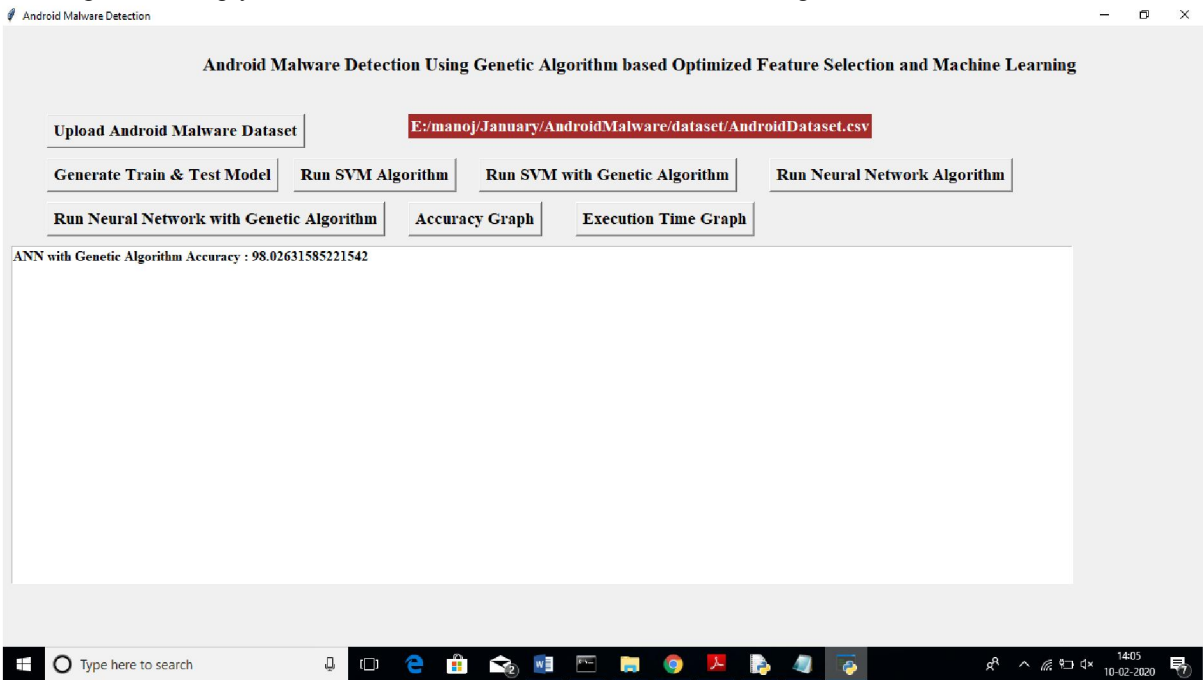 Android Malware Detection
Android Malware Detection Using Genetic Algorithm based Optimized Feature Selection and Machine Learning
Upload Android Malware Dataset
E:/manoj/January/AndroidMalware/dataset/AndroidDataset.csv
Generate Train & Test Model
Run SVM Algorithm
Run SVM with Genetic Algorithm
Run Neural Network Algorithm
Run Neural Network with Genetic Algorithm
Accuracy Graph
Execution Time Graph
ANN with Genetic Algorithm Accuracy : 98.02631585221542
Type here to search
2
14:05
10-02-2020
7